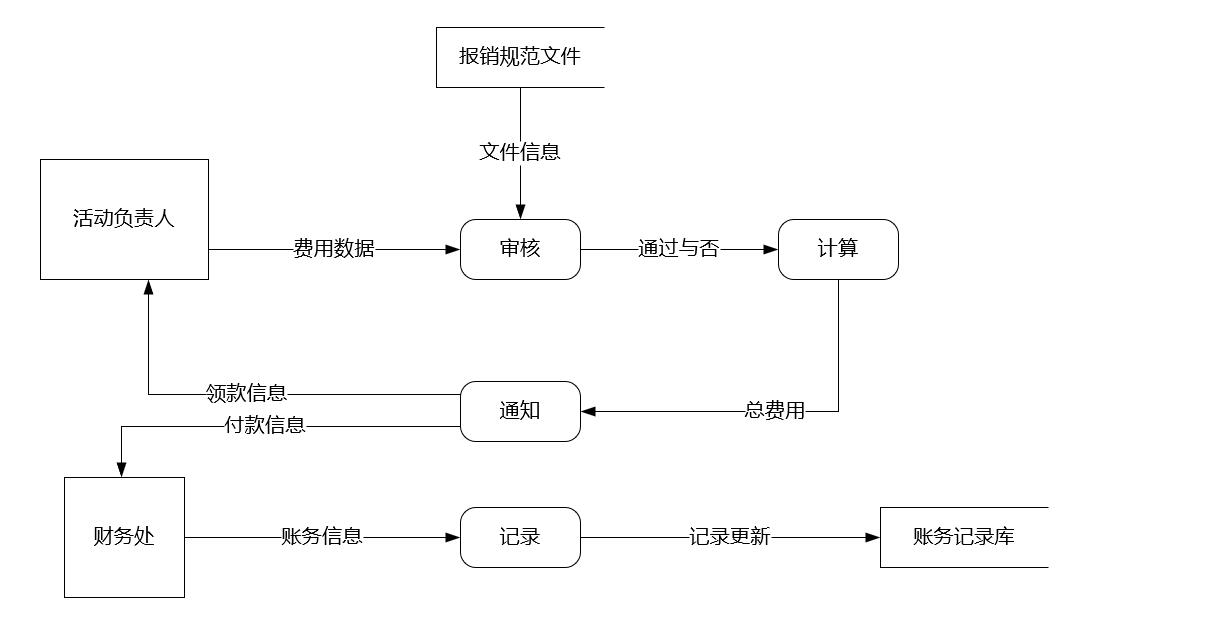 报销规范文件
文件信息
活动负责人
费用数据
审核
通过与否
计算
领款信息
通知
总费用
付款信息
财务处
账务信息
记录
记录更新
账务记录库